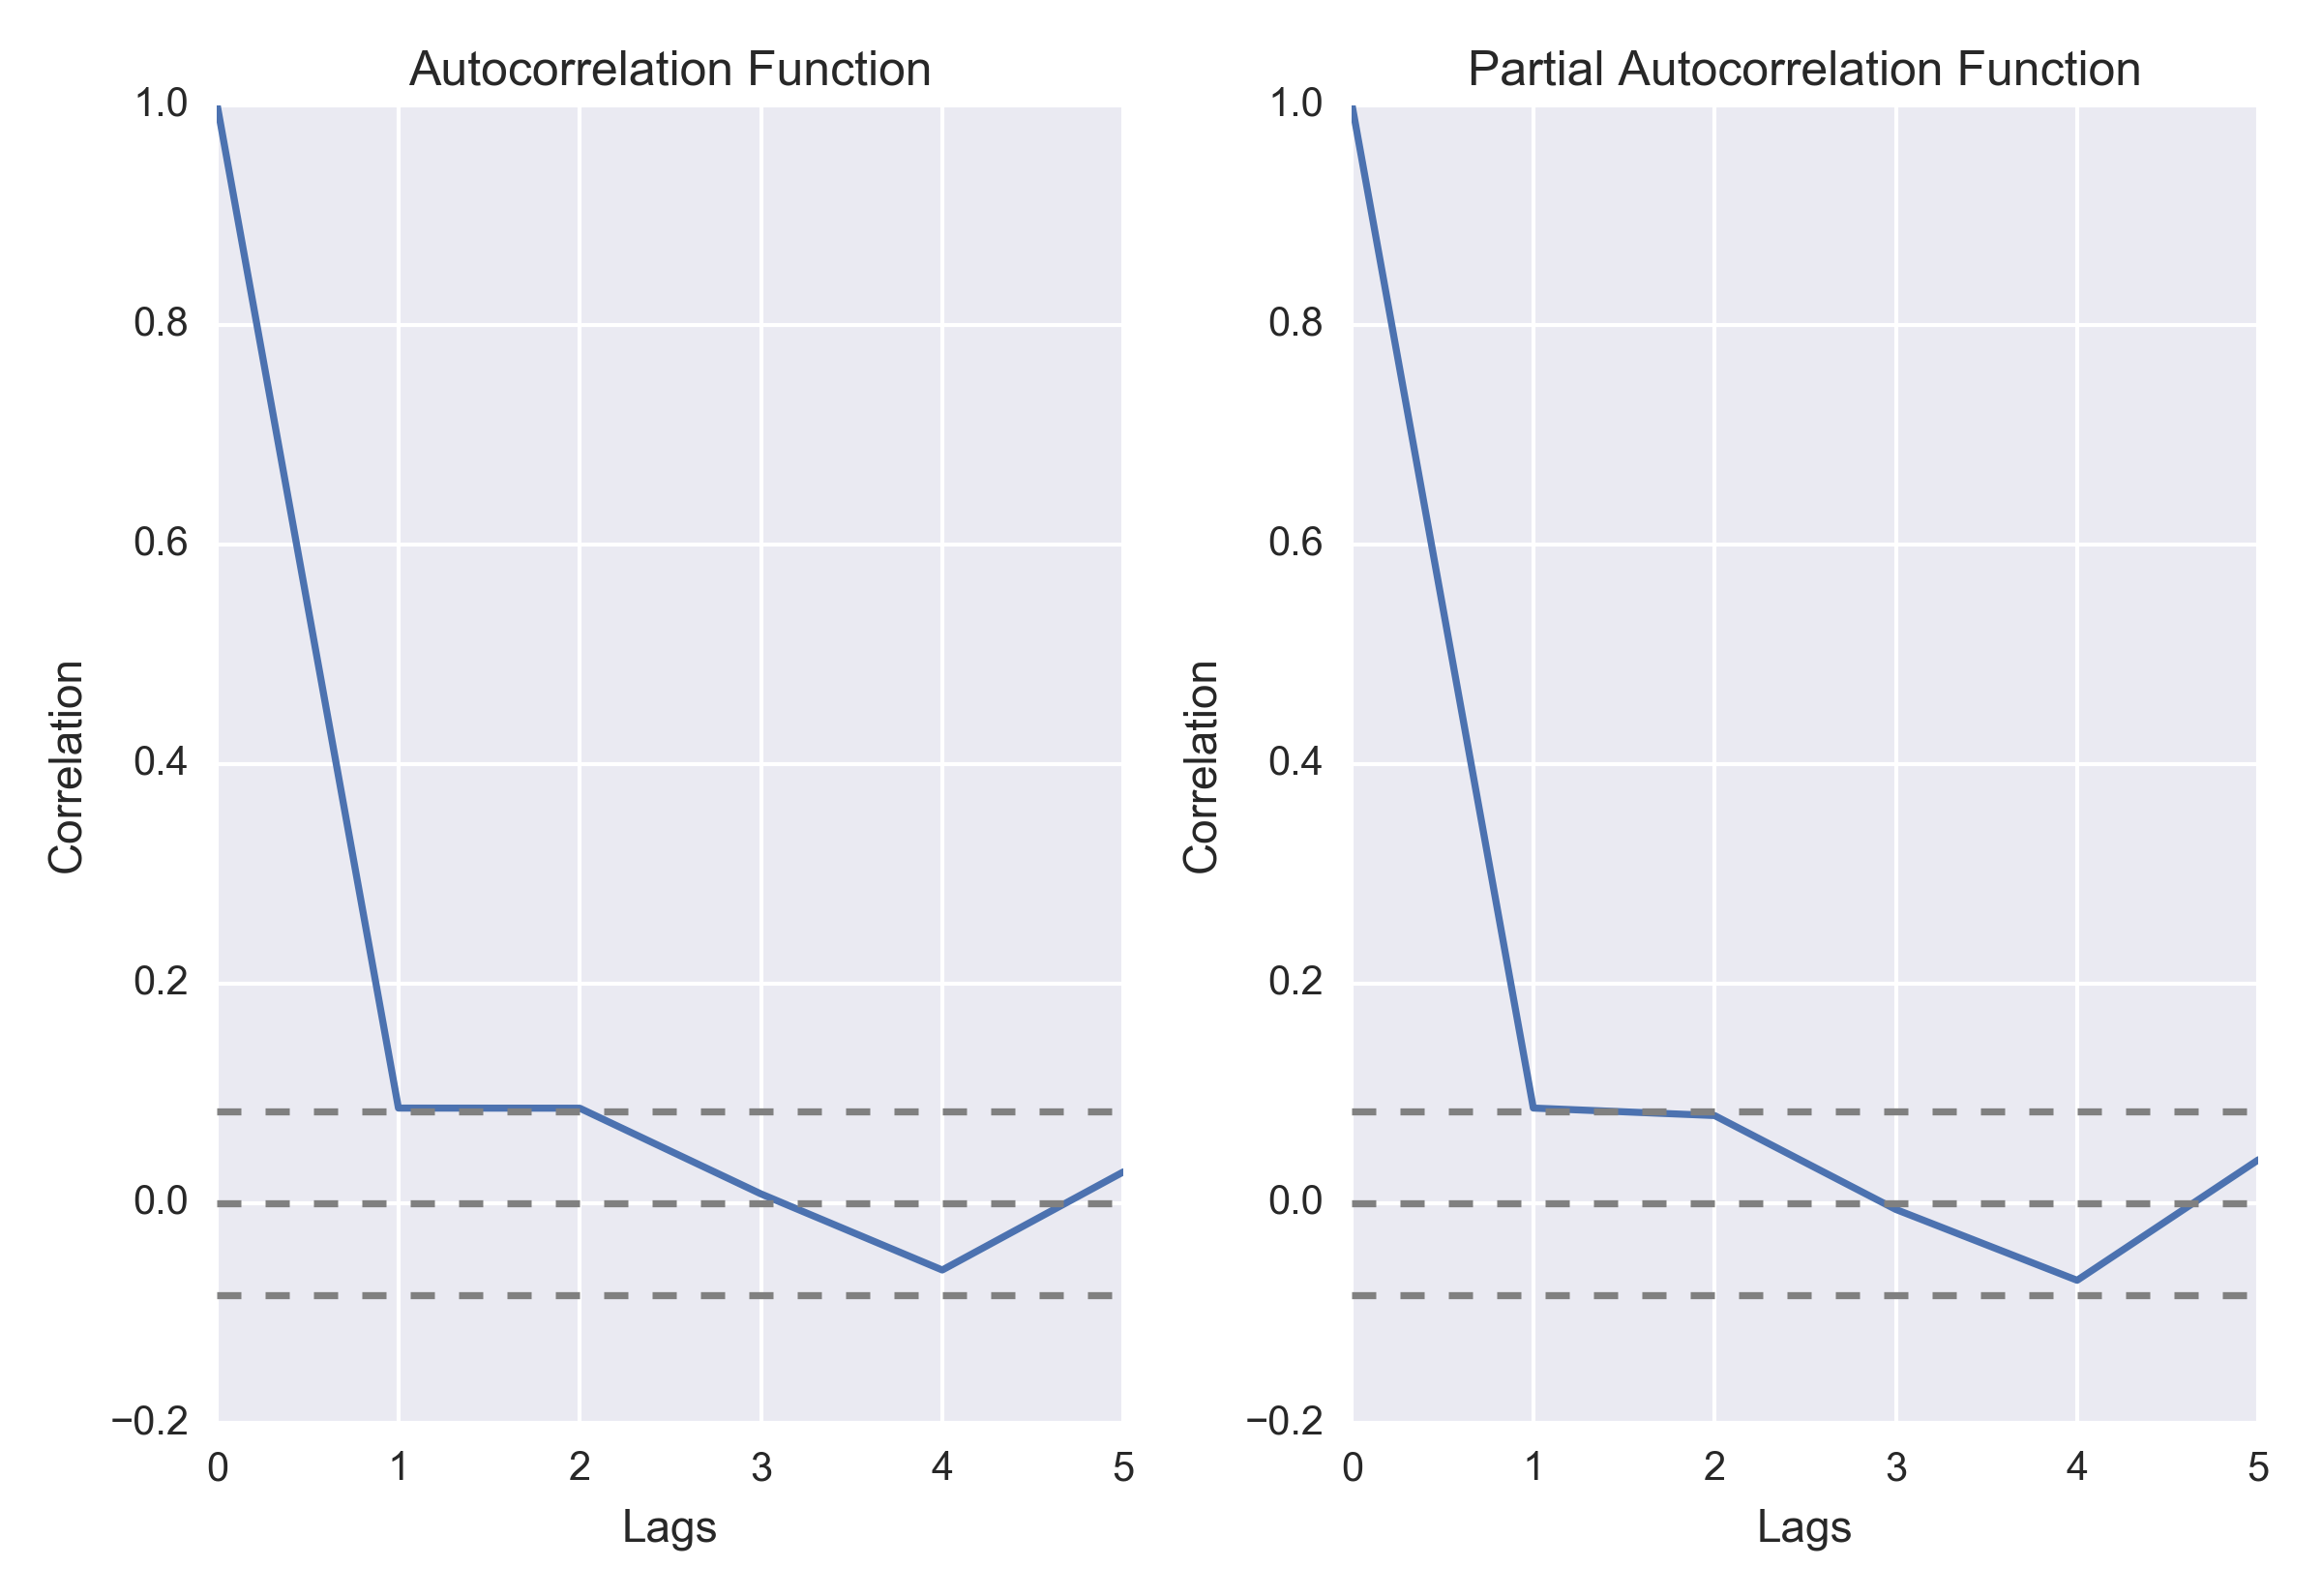 Autocorrelation Function
1.0
0.8
0.6
0.4
0.2
0.0
−0.2
Correlation
0 1 2 3 4 5
Lags
Partial Autocorrelation Function
1.0
0.8
0.6
0.4
0.2
0.0
−0.2
Correlation
0 1 2 3 4 5
Lags